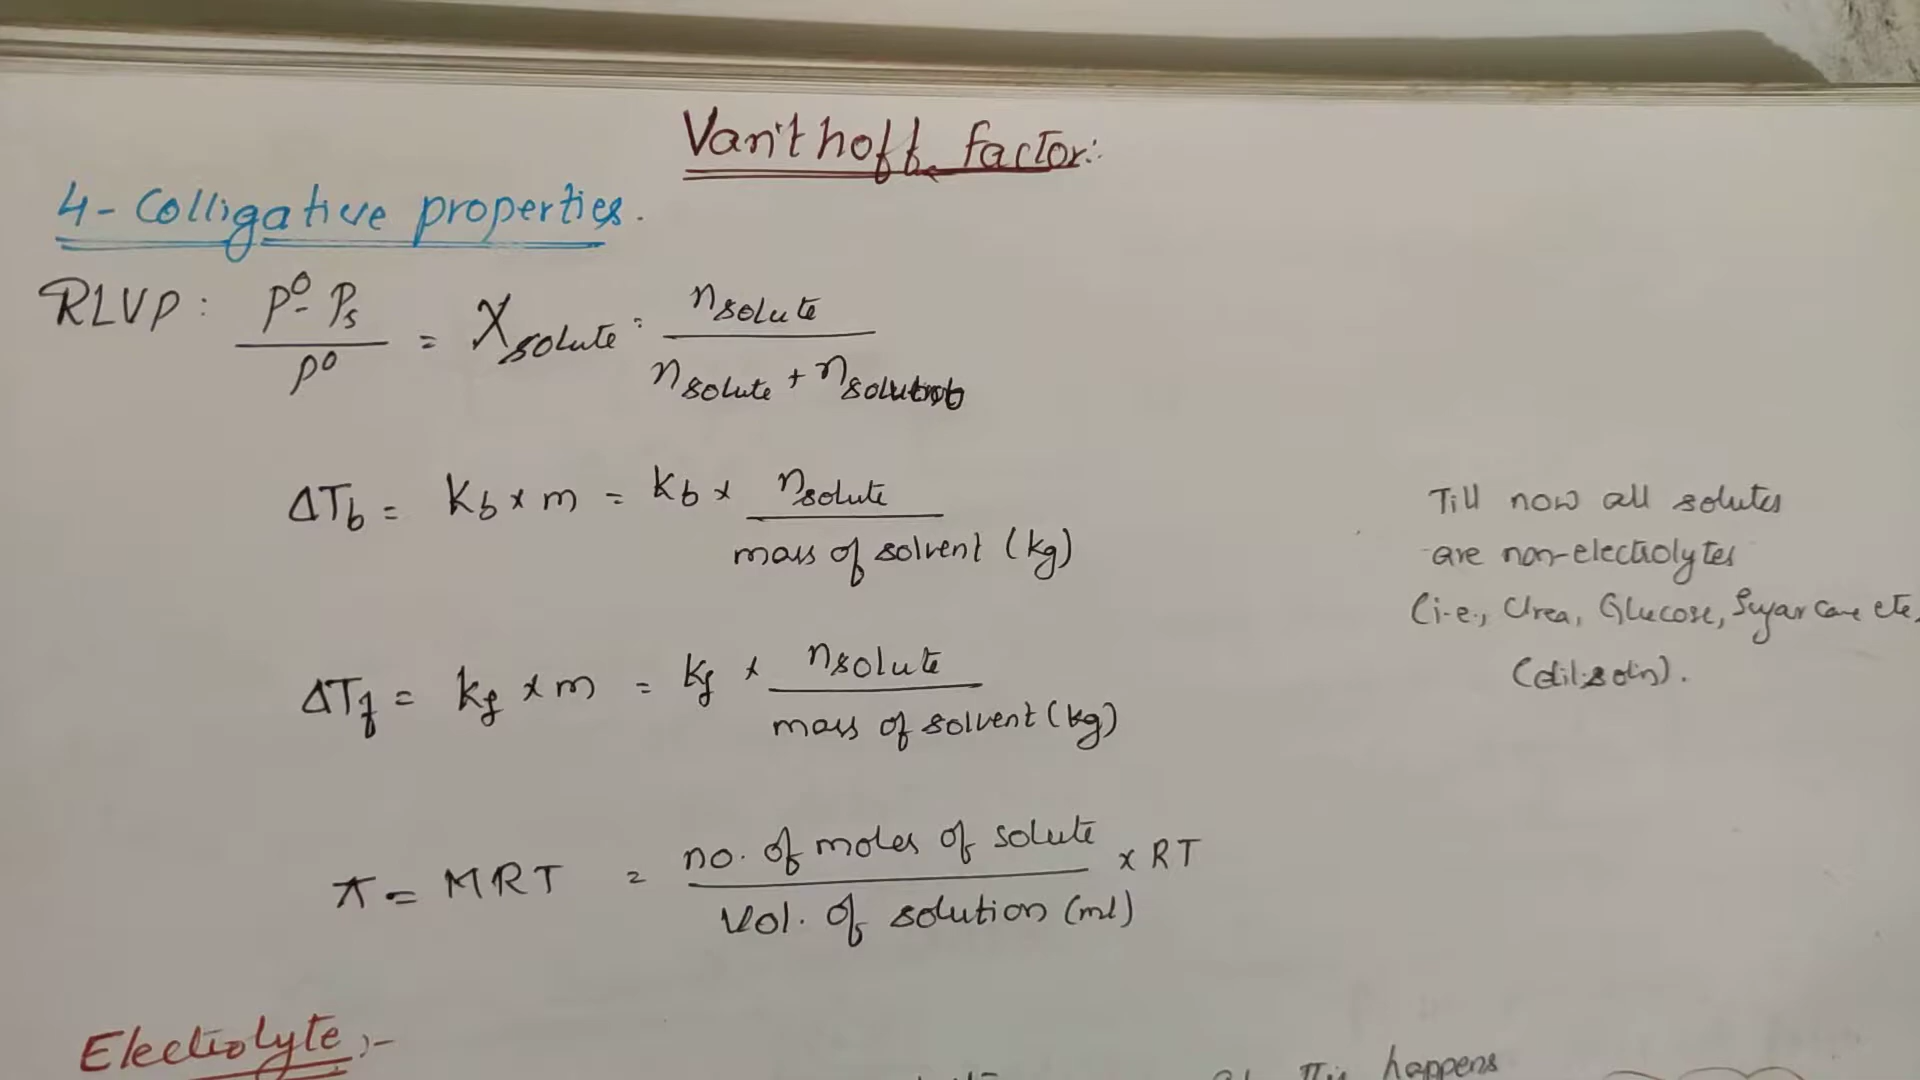 Van't hoff factor:
4- Colligative properties.
RLVP: P⁰- Pₛ / P⁰ = X solute = n solute / n solute + n
ΔTb = Kb × m = Kb × n solute / mass of solvent (kg)
ΔTf = kf × m = kf × n solute / mass of solvent (kg)
π = MRT = no. of moles of solute / Vol. of solution (ml) × RT
Till now all solutes
are non-electrolytes
(i.e., Urea, Glucose, Sugar cane etc,
(dil.soln).
Electrolyte :-
happens